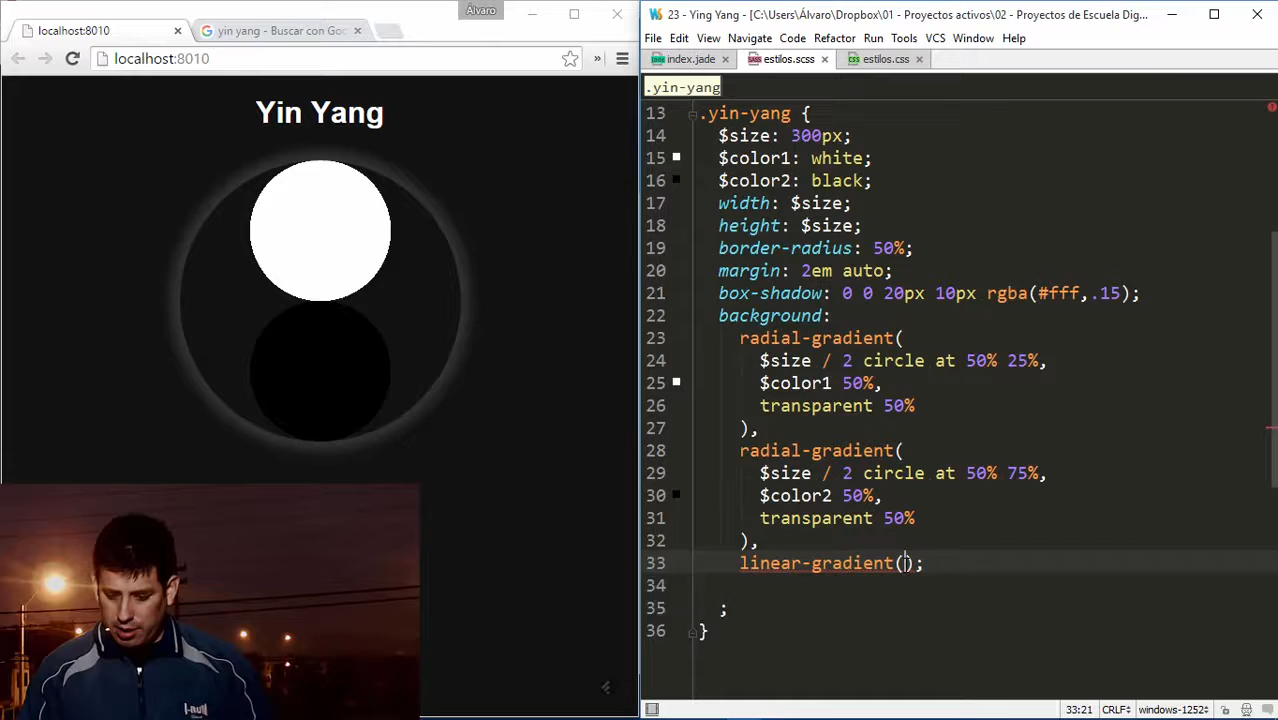 Álvaro
localhost:8010
yin yang - Buscar con Goo
localhost:8010
»
Yin Yang
23 - Ying Yang - [C:\Users\Álvaro\Dropbox\01 - Proyectos activos\02 - Proyectos de Escuela Dig...
File Edit View Navigate Code Refactor Run Tools VCS Window Help
index.jade estilos.scss estilos.css
.yin-yang
13 .yin-yang {
14 $size: 300px;
15 $color1: white;
16 $color2: black;
17 width: $size;
18 height: $size;
19 border-radius: 50%;
20 margin: 2em auto;
21 box-shadow: 0 0 20px 10px rgba(#fff,.15);
22 background:
23 radial-gradient(
24 $size / 2 circle at 50% 25%,
25 $color1 50%,
26 transparent 50%
27 ),
28 radial-gradient(
29 $size / 2 circle at 50% 75%,
30 $color2 50%,
31 transparent 50%
32 ),
33 linear-gradient();
34
35 ;
36 }
33:21 CRLF÷ windows-1252÷